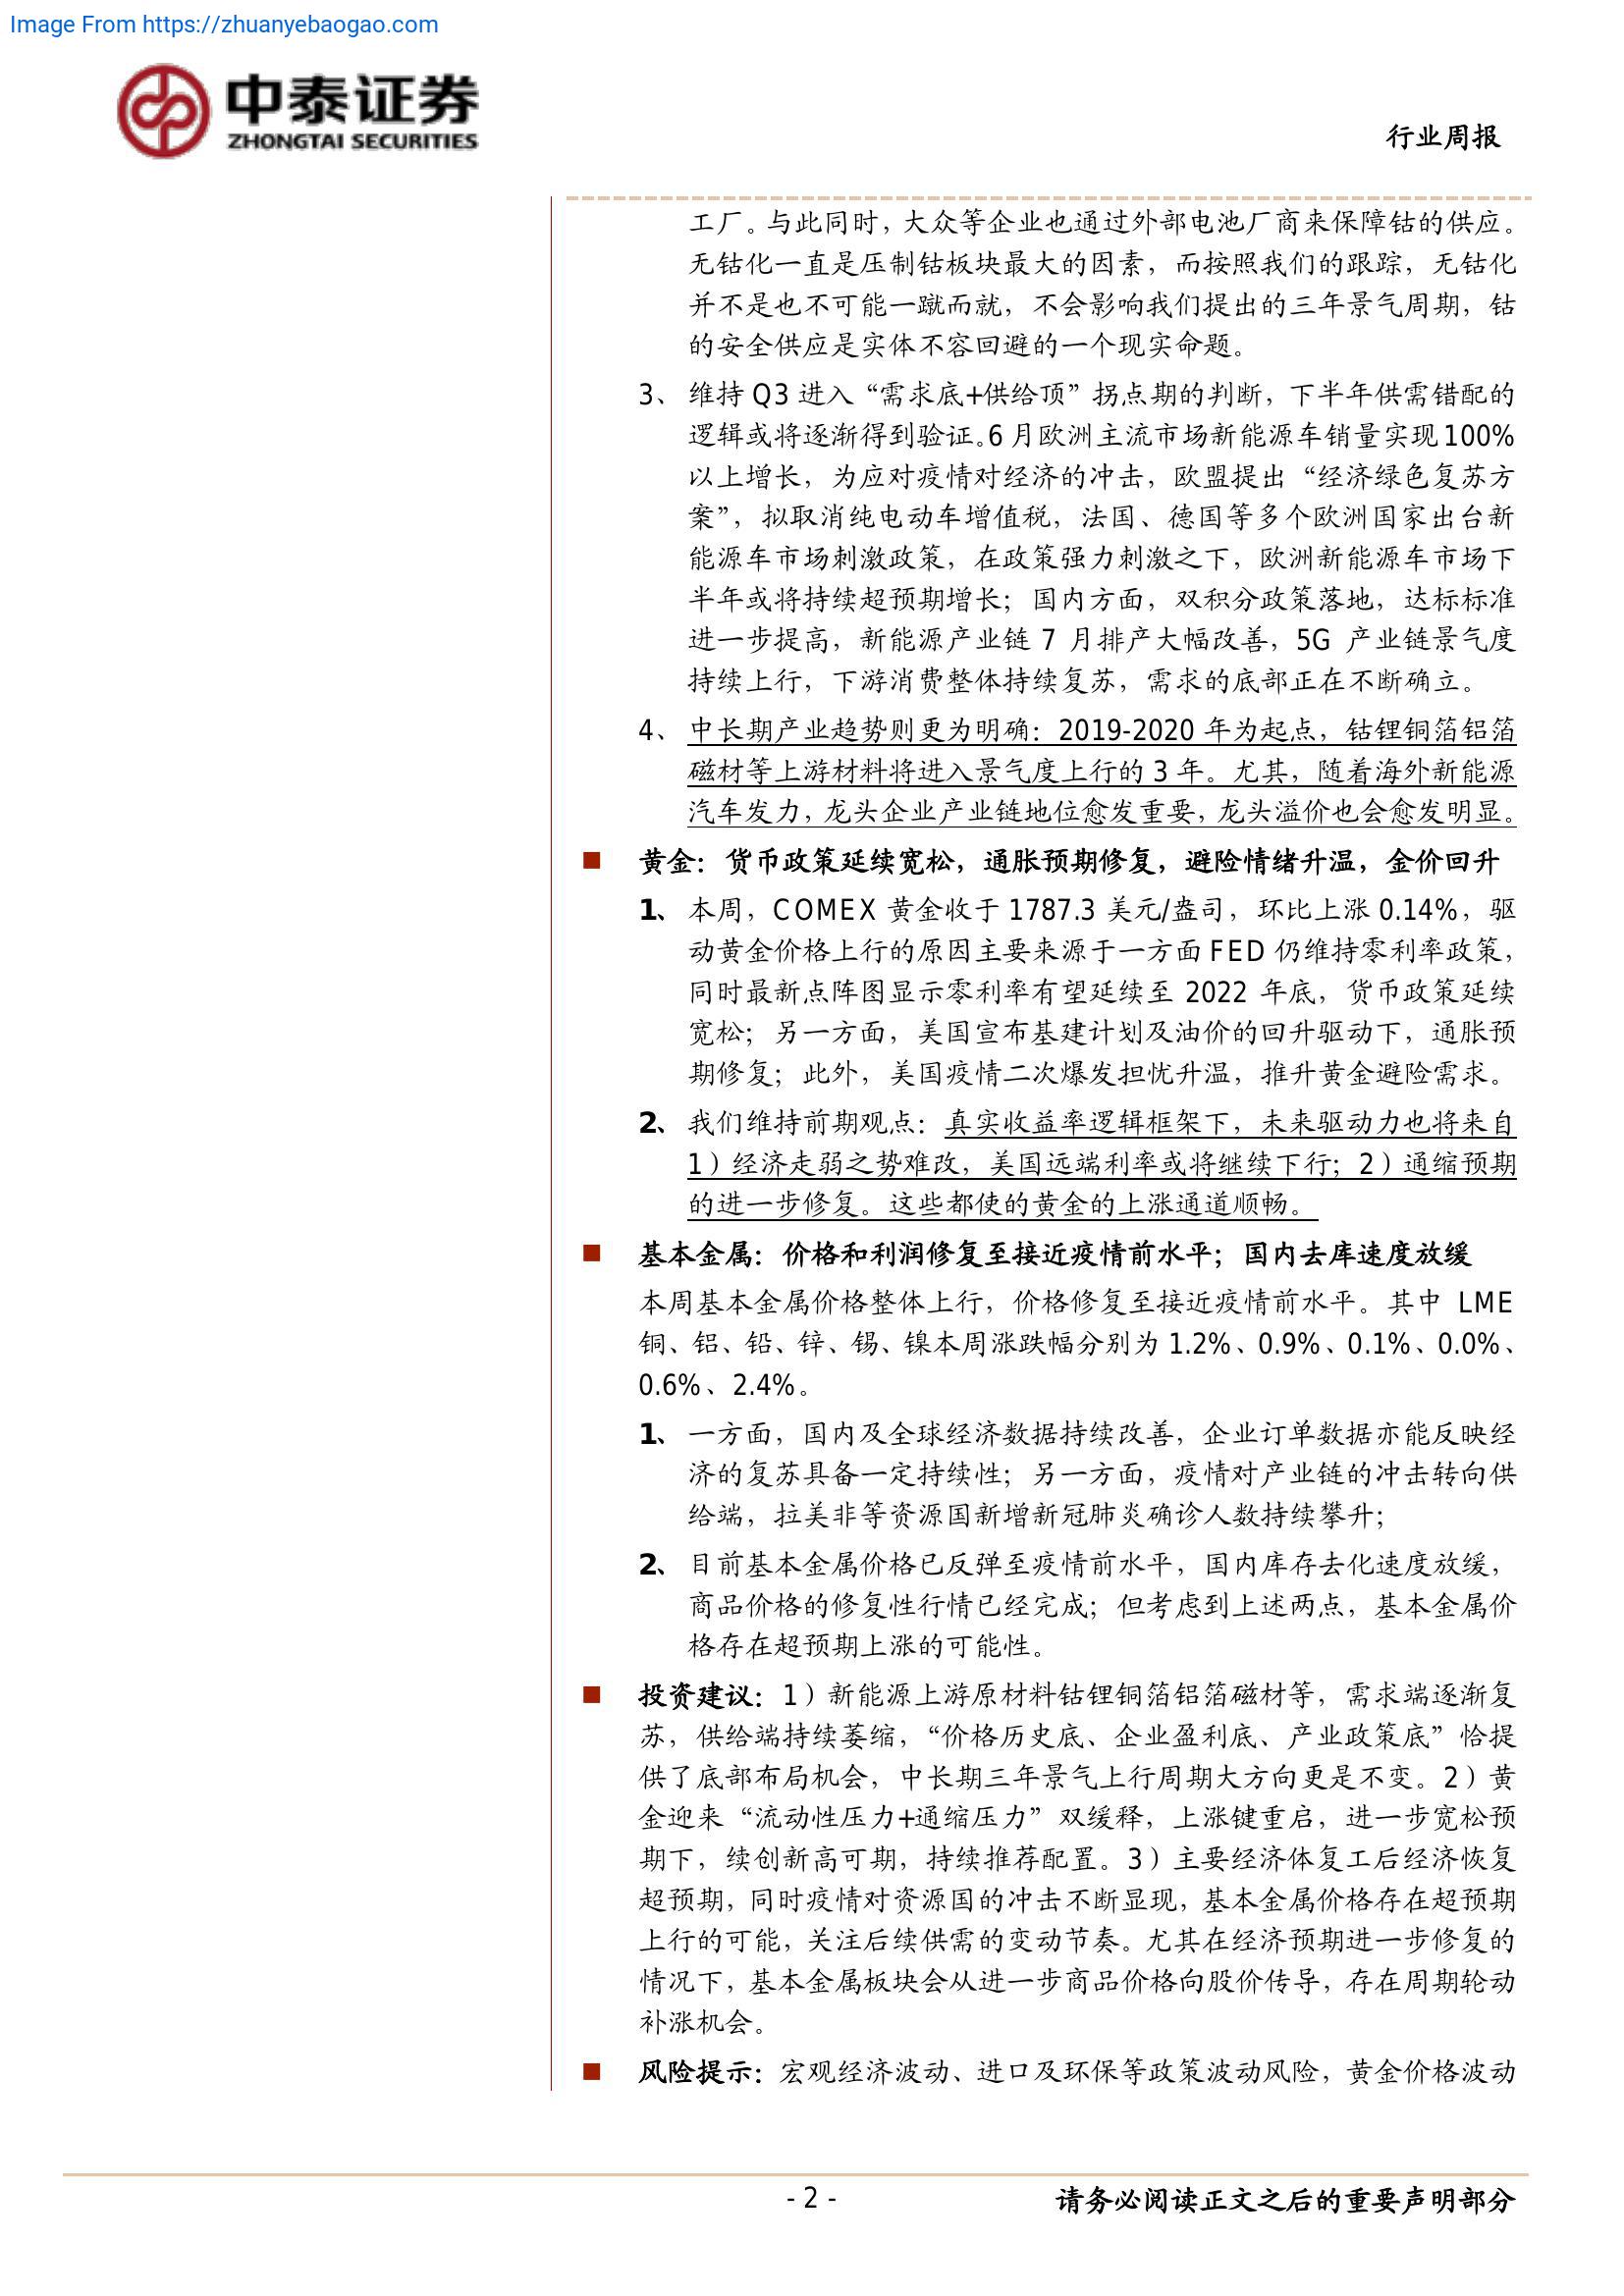 Image From https://zhuanyebaogao.com
中泰证券
ZHONGTAI SECURITIES
行业周报
工厂。与此同时，大众等企业也通过外部电池厂商来保障钴的供应。
无钴化一直是压制钴板块最大的因素，而按照我们的跟踪，无钴化
并不是也不可能一蹴而就，不会影响我们提出的三年景气周期，钴
的安全供应是实体不容回避的一个现实命题。
3、 维持 Q3 进入“需求底+供给顶”拐点期的判断，下半年供需错配的
逻辑或将逐渐得到验证。6 月欧洲主流市场新能源车销量实现 100%
以上增长，为应对疫情对经济的冲击，欧盟提出“经济绿色复苏方
案”，拟取消纯电动车增值税，法国、德国等多个欧洲国家出台新
能源车市场刺激政策，在政策强力刺激之下，欧洲新能源车市场下
半年或将持续超预期增长；国内方面，双积分政策落地，达标标准
进一步提高，新能源产业链 7 月排产大幅改善，5G 产业链景气度
持续上行，下游消费整体持续复苏，需求的底部正在不断确立。
4、 中长期产业趋势则更为明确：2019-2020 年为起点，钴锂铜箔铝箔
磁材等上游材料将进入景气度上行的 3 年。尤其，随着海外新能源
汽车发力，龙头企业产业链地位愈发重要，龙头溢价也会愈发明显。
黄金：货币政策延续宽松，通胀预期修复，避险情绪升温，金价回升
1、 本周，COMEX 黄金收于 1787.3 美元/盎司，环比上涨 0.14%，驱
动黄金价格上行的原因主要来源于一方面 FED 仍维持零利率政策，
同时最新点阵图显示零利率有望延续至 2022 年底，货币政策延续
宽松；另一方面，美国宣布基建计划及油价的回升驱动下，通胀预
期修复；此外，美国疫情二次爆发担忧升温，推升黄金避险需求。
2、 我们维持前期观点：真实收益率逻辑框架下，未来驱动力也将来自
1）经济走弱之势难改，美国远端利率或将继续下行；2）通缩预期
的进一步修复。这些都使的黄金的上涨通道顺畅。
基本金属：价格和利润修复至接近疫情前水平；国内去库速度放缓
本周基本金属价格整体上行，价格修复至接近疫情前水平。其中 LME
铜、铝、铅、锌、锡、镍本周涨跌幅分别为 1.2%、0.9%、0.1%、0.0%、
0.6%、2.4%。
1、 一方面，国内及全球经济数据持续改善，企业订单数据亦能反映经
济的复苏具备一定持续性；另一方面，疫情对产业链的冲击转向供
给端，拉美非等资源国新增新冠肺炎确诊人数持续攀升；
2、 目前基本金属价格已反弹至疫情前水平，国内库存去化速度放缓，
商品价格的修复性行情已经完成；但考虑到上述两点，基本金属价
格存在超预期上涨的可能性。
投资建议：1）新能源上游原材料钴锂铜箔铝箔磁材等，需求端逐渐复
苏，供给端持续萎缩，“价格历史底、企业盈利底、产业政策底”恰提
供了底部布局机会，中长期三年景气上行周期大方向更是不变。2）黄
金迎来“流动性压力+通缩压力”双缓释，上涨键重启，进一步宽松预
期下，续创新高可期，持续推荐配置。3）主要经济体复工后经济恢复
超预期，同时疫情对资源国的冲击不断显现，基本金属价格存在超预期
上行的可能，关注后续供需的变动节奏。尤其在经济预期进一步修复的
情况下，基本金属板块会从进一步商品价格向股价传导，存在周期轮动
补涨机会。
风险提示：宏观经济波动、进口及环保等政策波动风险，黄金价格波动
- 2 -
请务必阅读正文之后的重要声明部分